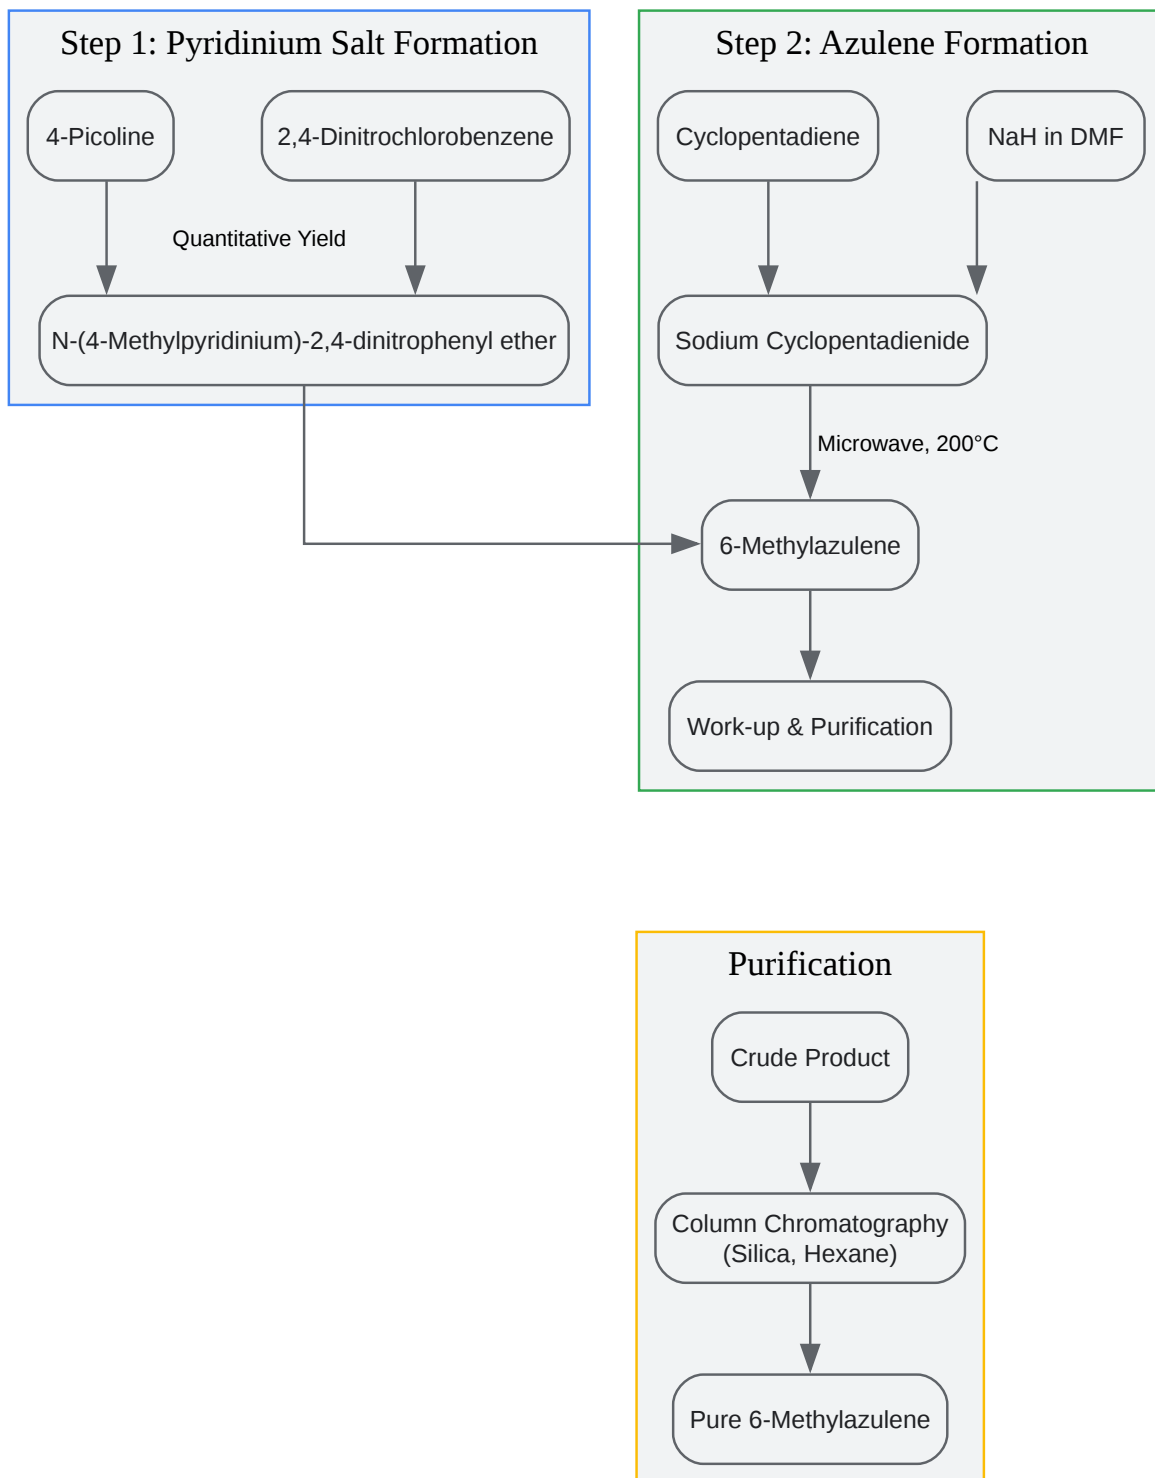 Step 1: Pyridinium Salt Formation
4-Picoline
2,4-Dinitrochlorobenzene
Quantitative Yield
N-(4-Methylpyridinium)-2,4-dinitrophenyl ether
Step 2: Azulene Formation
Cyclopentadiene
NaH in DMF
Sodium Cyclopentadienide
Microwave, 200°C
6-Methylazulene
Work-up & Purification
Purification
Crude Product
Column Chromatography
(Silica, Hexane)
Pure 6-Methylazulene